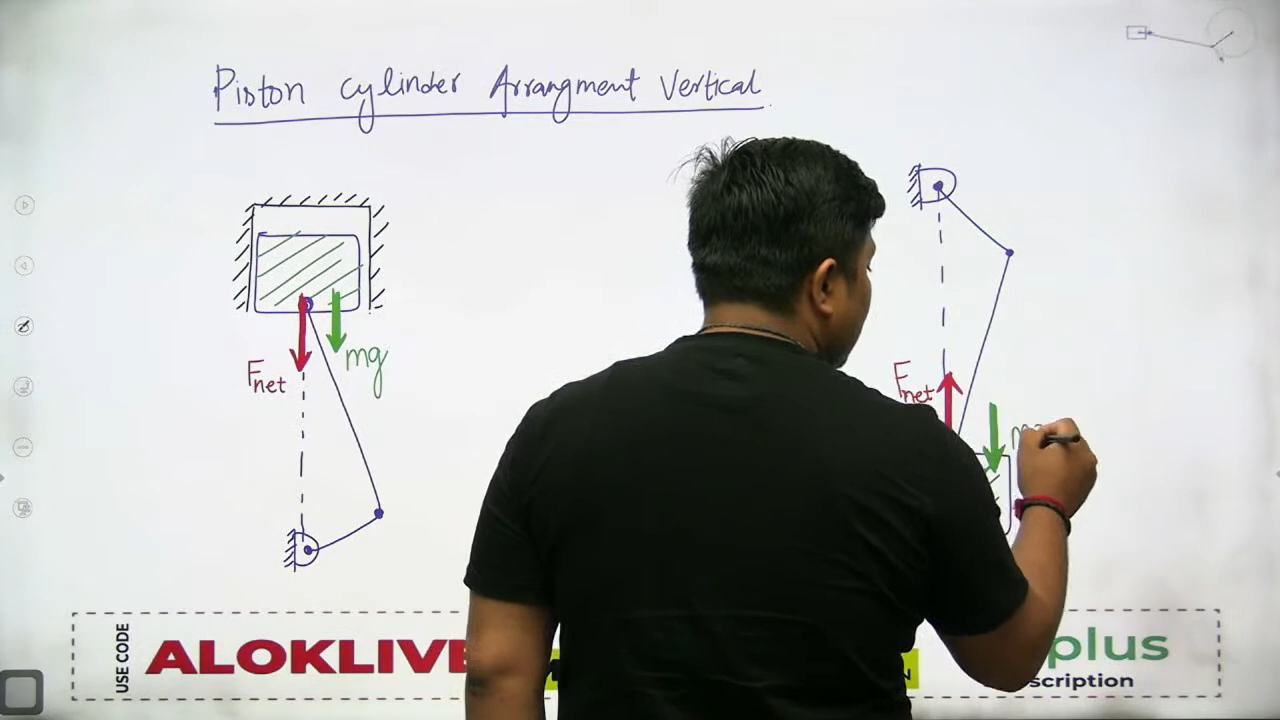 Piston cylinder Arrangment Vertical
Fnet
mg
Fnet
USE CODE
ALOKLIVE
plus
scription